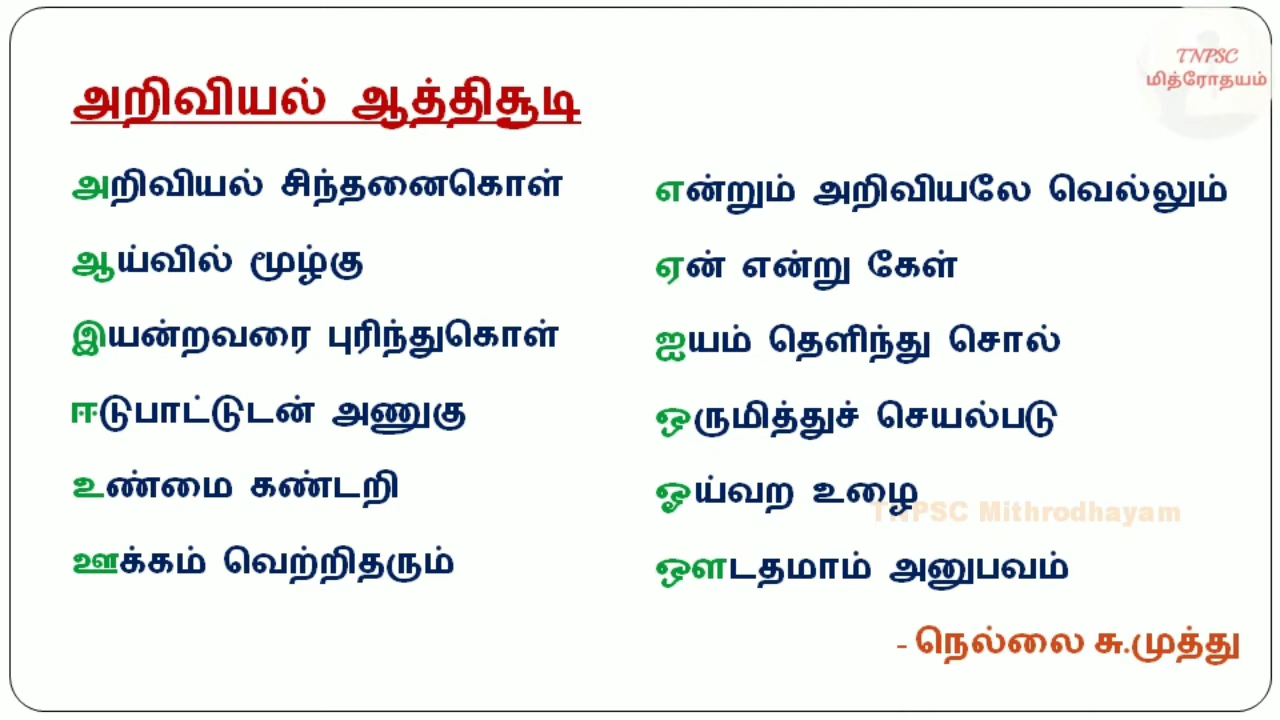 TNPSC
மித்ரோதயம்
அறிவியல் ஆத்திசூடி
அறிவியல் சிந்தனைகொள்
ஆய்வில் மூழ்கு
இயன்றவரை புரிந்துகொள்
ஈடுபாட்டுடன் அணுகு
உண்மை கண்டறி
ஊக்கம் வெற்றிதரும்
என்றும் அறிவியலே வெல்லும்
ஏன் என்று கேள்
ஐயம் தெளிந்து சொல்
ஒருமித்துச் செயல்படு
ஓய்வற உழை
TNPSC Mithrodhayam
ஔடதமாம் அனுபவம்
- நெல்லை சு.முத்து